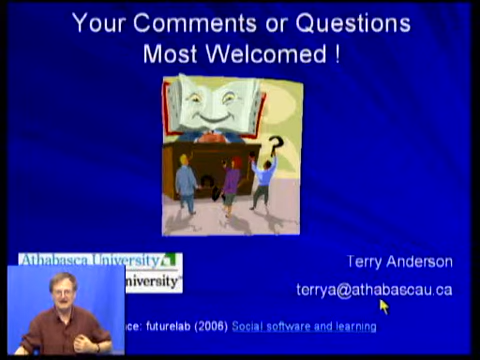 Your Comments or Questions
Most Welcomed !
Athabasca University
Terry Anderson
niversity
terrya@athabascau.ca
ce: futurelab (2006) Social software and learning